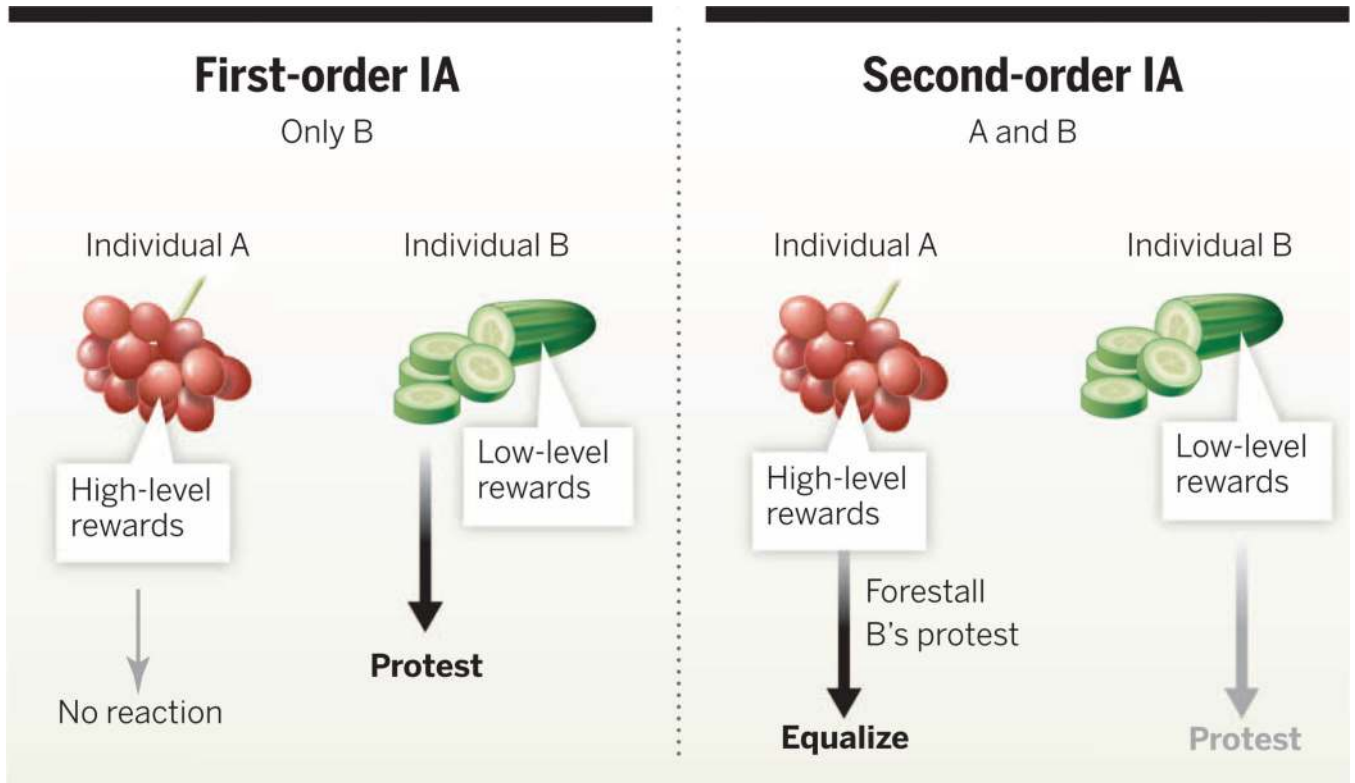 First-order IA
Only B
Individual A
Individual B
High-level
rewards
Low-level
rewards
No reaction
Protest
Second-order IA
A and B
Individual A
Individual B
High-level
rewards
Low-level
rewards
Forestall
B's protest
Equalize
Protest